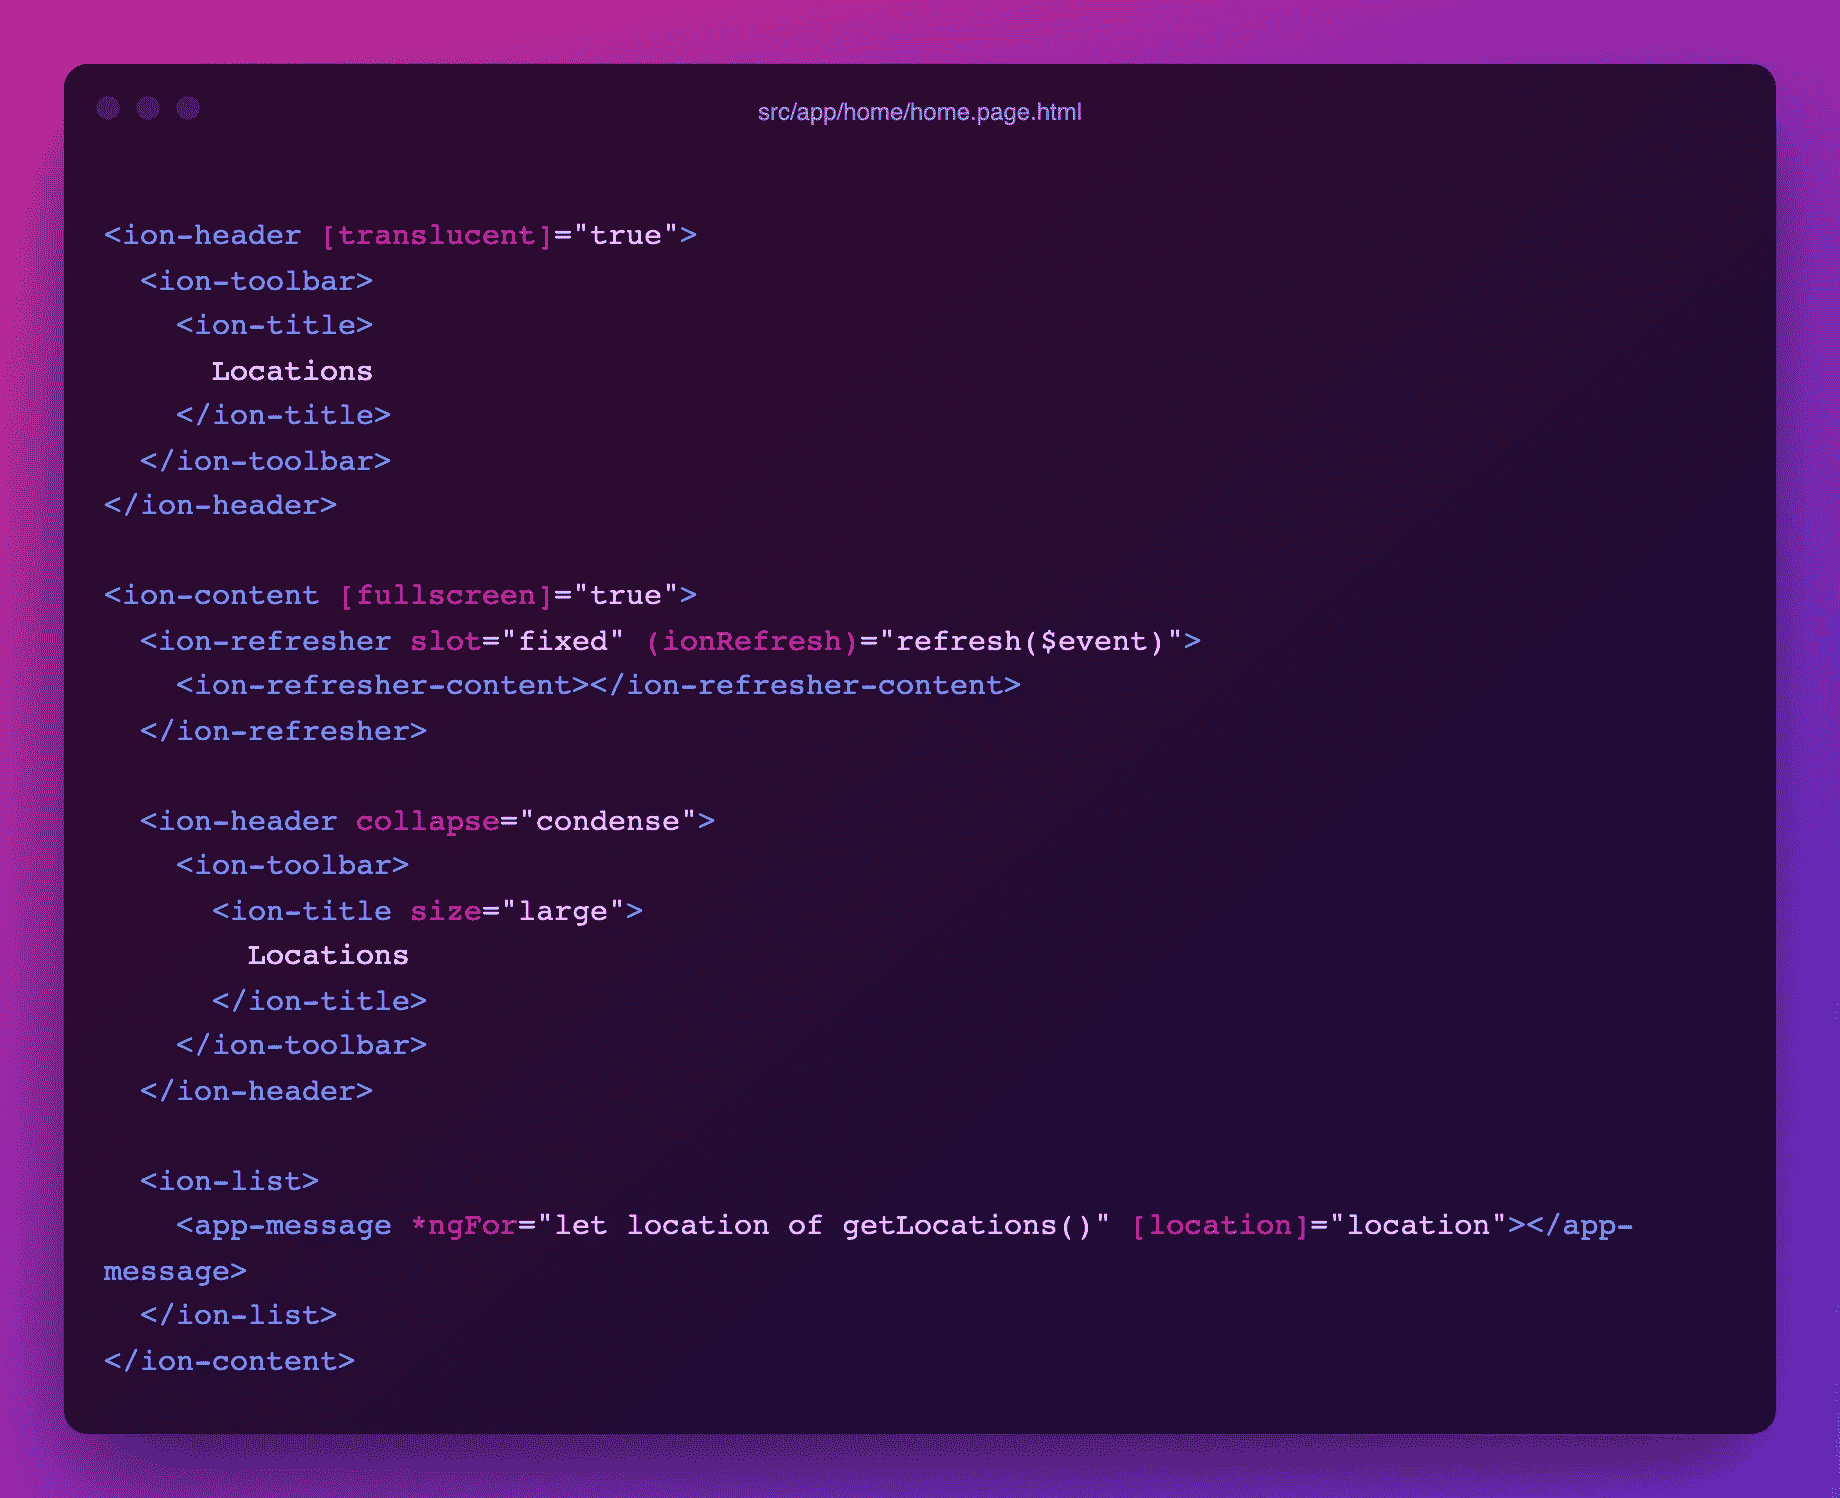 src/app/home/home.page.html
<ion-header [translucent]="true">
  <ion-toolbar>
    <ion-title>
      Locations
    </ion-title>
  </ion-toolbar>
</ion-header>

<ion-content [fullscreen]="true">
  <ion-refresher slot="fixed" (ionRefresh)="refresh($event)">
    <ion-refresher-content></ion-refresher-content>
  </ion-refresher>

  <ion-header collapse="condense">
    <ion-toolbar>
      <ion-title size="large">
        Locations
      </ion-title>
    </ion-toolbar>
  </ion-header>

  <ion-list>
    <app-message *ngFor="let location of getLocations()" [location]="location"></app-
message>
  </ion-list>
</ion-content>